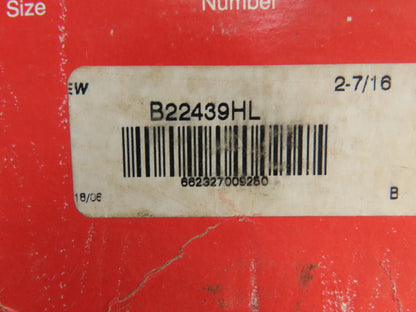 Size Number
EW 2-7/16
B22439HL
662327009280
18/06 B